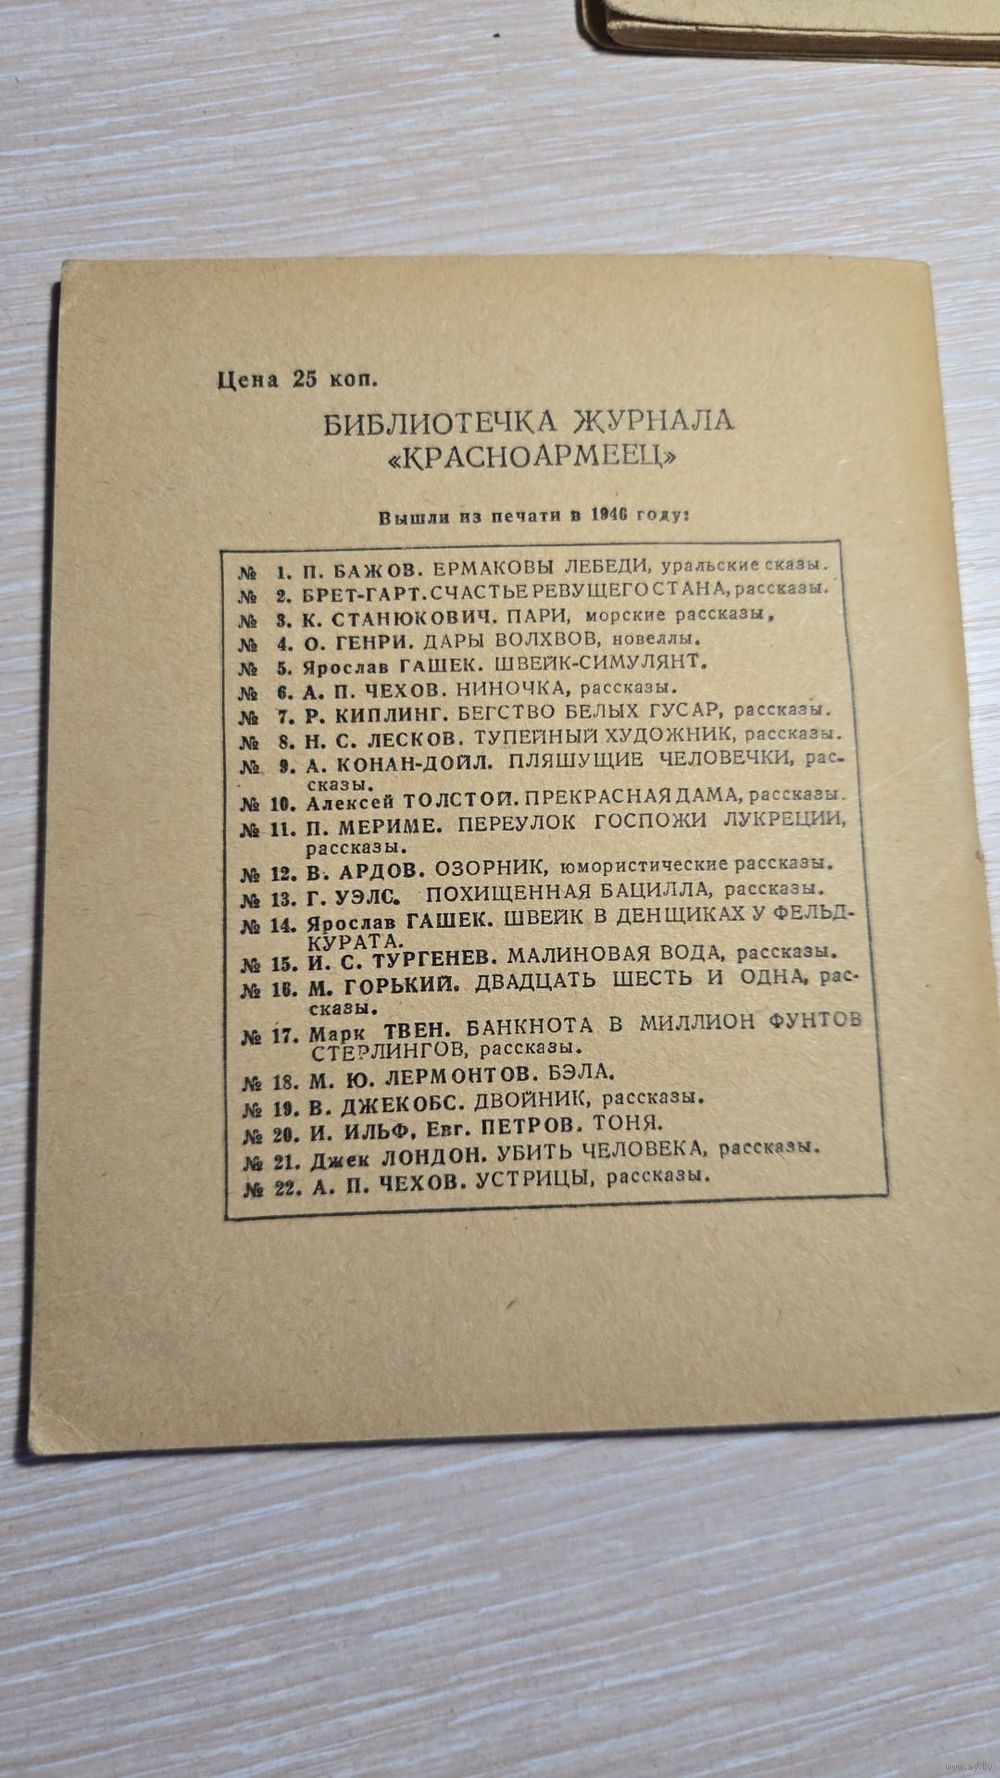 Цена 25 коп.
БИБЛИОТЕЧКА ЖУРНАЛА
«КРАСНОАРМЕЕЦ»
Вышли из печати в 1946 году:
№ 1. П. БАЖОВ. ЕРМАКОВЫ ЛЕБЕДИ, уральские сказы.
№ 2. БРЕТ-ГАРТ. СЧАСТЬЕ РЕВУЩЕГО СТАНА, рассказы.
№ 3. К. СТАНЮКОВИЧ. ПАРИ, морские рассказы,
№ 4. О. ГЕНРИ. ДАРЫ ВОЛХВОВ, новеллы.
№ 5. Ярослав ГАШЕК. ШВЕЙК-СИМУЛЯНТ.
№ 6. А. П. ЧЕХОВ. НИНОЧКА, рассказы.
№ 7. Р. КИПЛИНГ. БЕГСТВО БЕЛЫХ ГУСАР, рассказы.
№ 8. Н. С. ЛЕСКОВ. ТУПЕЙНЫЙ ХУДОЖНИК, рассказы.
№ 9. А. КОНАН-ДОЙЛ. ПЛЯШУЩИЕ ЧЕЛОВЕЧКИ, рас-
сказы.
№ 10. Алексей ТОЛСТОЙ. ПРЕКРАСНАЯ ДАМА, рассказы.
№ 11. П. МЕРИМЕ. ПЕРЕУЛОК ГОСПОЖИ ЛУКРЕЦИИ,
рассказы.
№ 12. В. АРДОВ. ОЗОРНИК, юмористические рассказы.
№ 13. Г. УЭЛС. ПОХИЩЕННАЯ БАЦИЛЛА, рассказы.
№ 14. Ярослав ГАШЕК. ШВЕЙК В ДЕНЩИКАХ У ФЕЛЬД-
КУРАТА.
№ 15. И. С. ТУРГЕНЕВ. МАЛИНОВАЯ ВОДА, рассказы.
№ 16. М. ГОРЬКИЙ. ДВАДЦАТЬ ШЕСТЬ И ОДНА, рас-
сказы.
№ 17. Марк ТВЕН. БАНКНОТА В МИЛЛИОН ФУНТОВ
СТЕРЛИНГОВ, рассказы.
№ 18. М. Ю. ЛЕРМОНТОВ. БЭЛА.
№ 19. В. ДЖЕКОБС. ДВОЙНИК, рассказы.
№ 20. И. ИЛЬФ, Евг. ПЕТРОВ. ТОНЯ.
№ 21. Джек ЛОНДОН. УБИТЬ ЧЕЛОВЕКА, рассказы.
№ 22. А. П. ЧЕХОВ. УСТРИЦЫ, рассказы.
www.ay.by